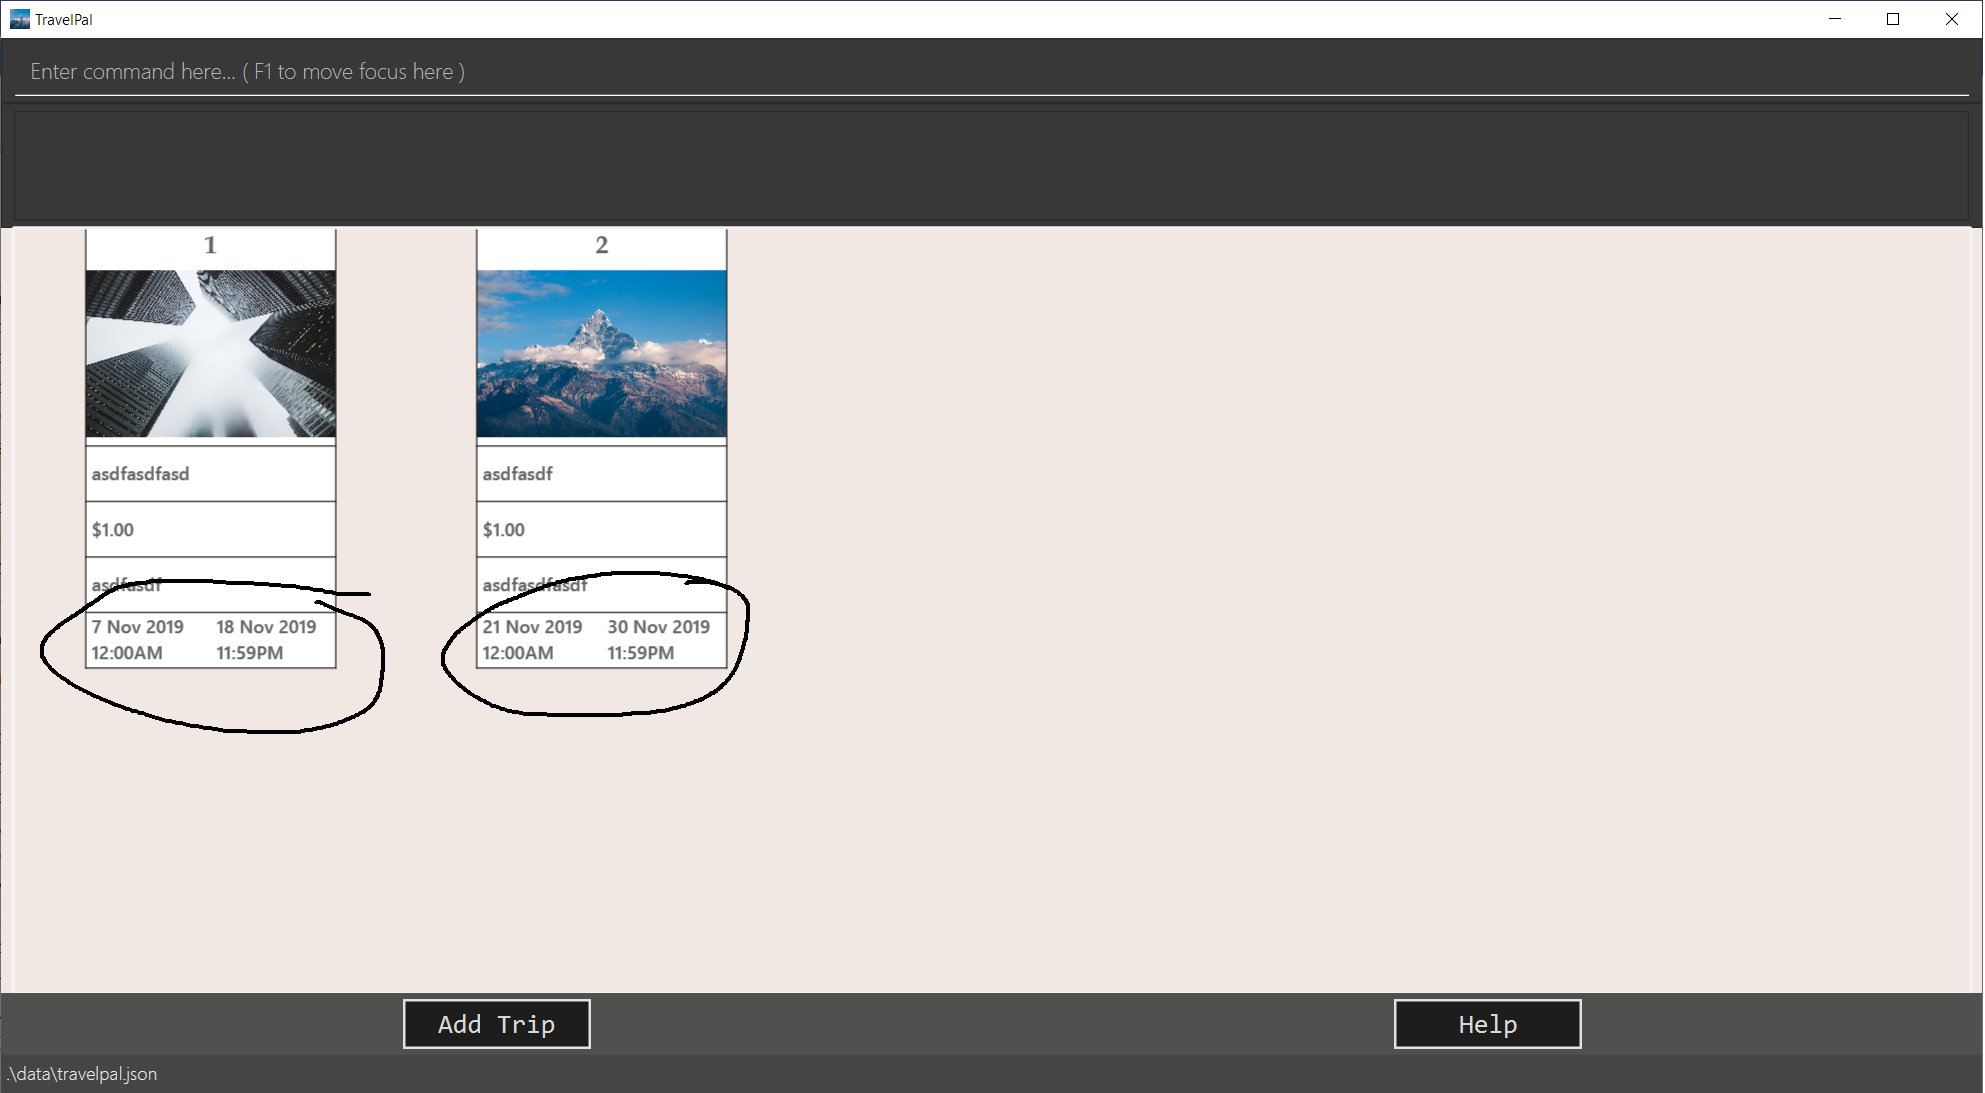 TravelPal
Enter command here... ( F1 to move focus here )
1
2
asdfasdfasd
asdfasdf
$1.00
$1.00
asdfasdf
asdfasdfasdf
7 Nov 2019 18 Nov 2019
12:00AM 11:59PM
21 Nov 2019 30 Nov 2019
12:00AM 11:59PM
Add Trip
Help
.\data\travelpal.json